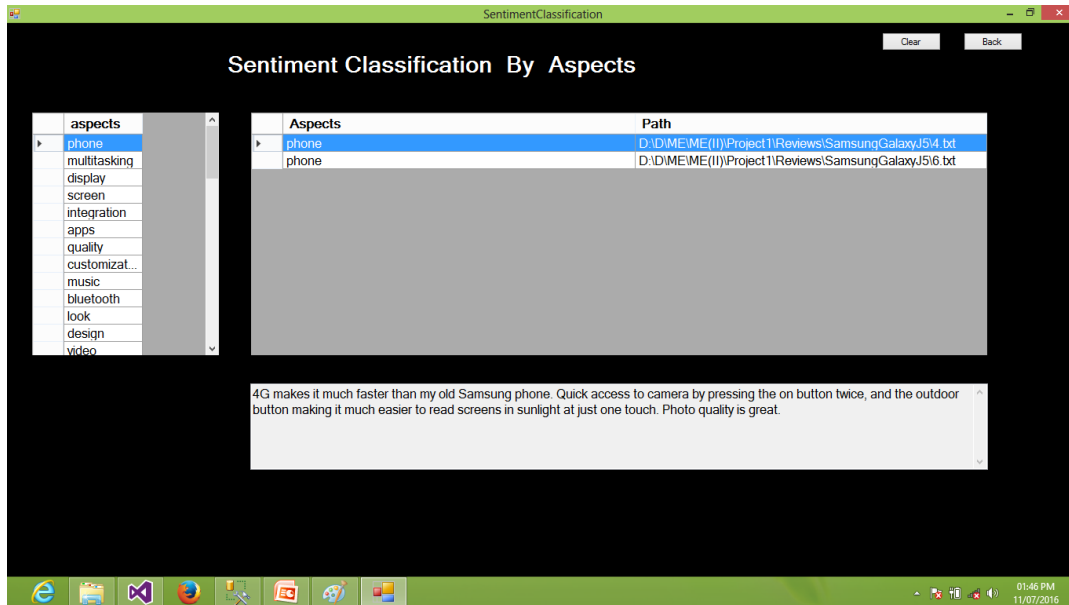 SentimentClassification
Clear
Back
Sentiment Classification By Aspects
aspects
phone
multitasking
display
screen
integration
apps
quality
customizat...
music
bluetooth
look
design
video
Aspects Path
phone D:\D\ME\ME(II)\Project1\Reviews\SamsungGalaxyJ5\4.txt
phone D:\D\ME\ME(II)\Project1\Reviews\SamsungGalaxyJ5\6.txt
4G makes it much faster than my old Samsung phone. Quick access to camera by pressing the on button twice, and the outdoor
button making it much easier to read screens in sunlight at just one touch. Photo quality is great.
01:46 PM
11/07/2016